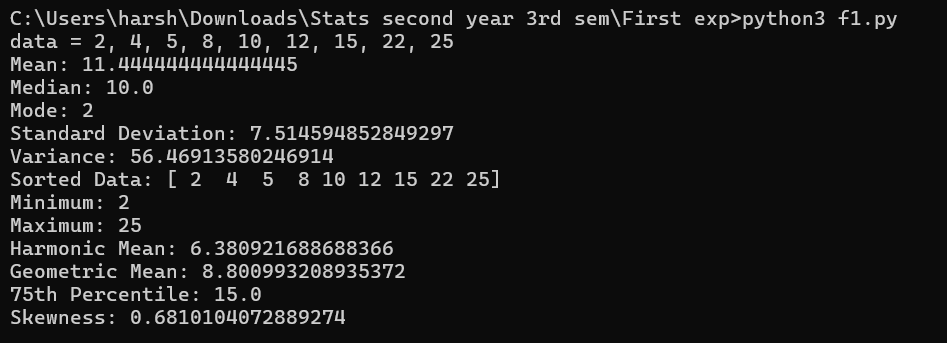 C:\Users\harsh\Downloads\Stats second year 3rd sem\First exp>python3 f1.py
data = 2, 4, 5, 8, 10, 12, 15, 22, 25
Mean: 11.444444444444445
Median: 10.0
Mode: 2
Standard Deviation: 7.514594852849297
Variance: 56.46913580246914
Sorted Data: [ 2  4  5  8 10 12 15 22 25]
Minimum: 2
Maximum: 25
Harmonic Mean: 6.380921688688366
Geometric Mean: 8.800993208935372
75th Percentile: 15.0
Skewness: 0.6810104072889274